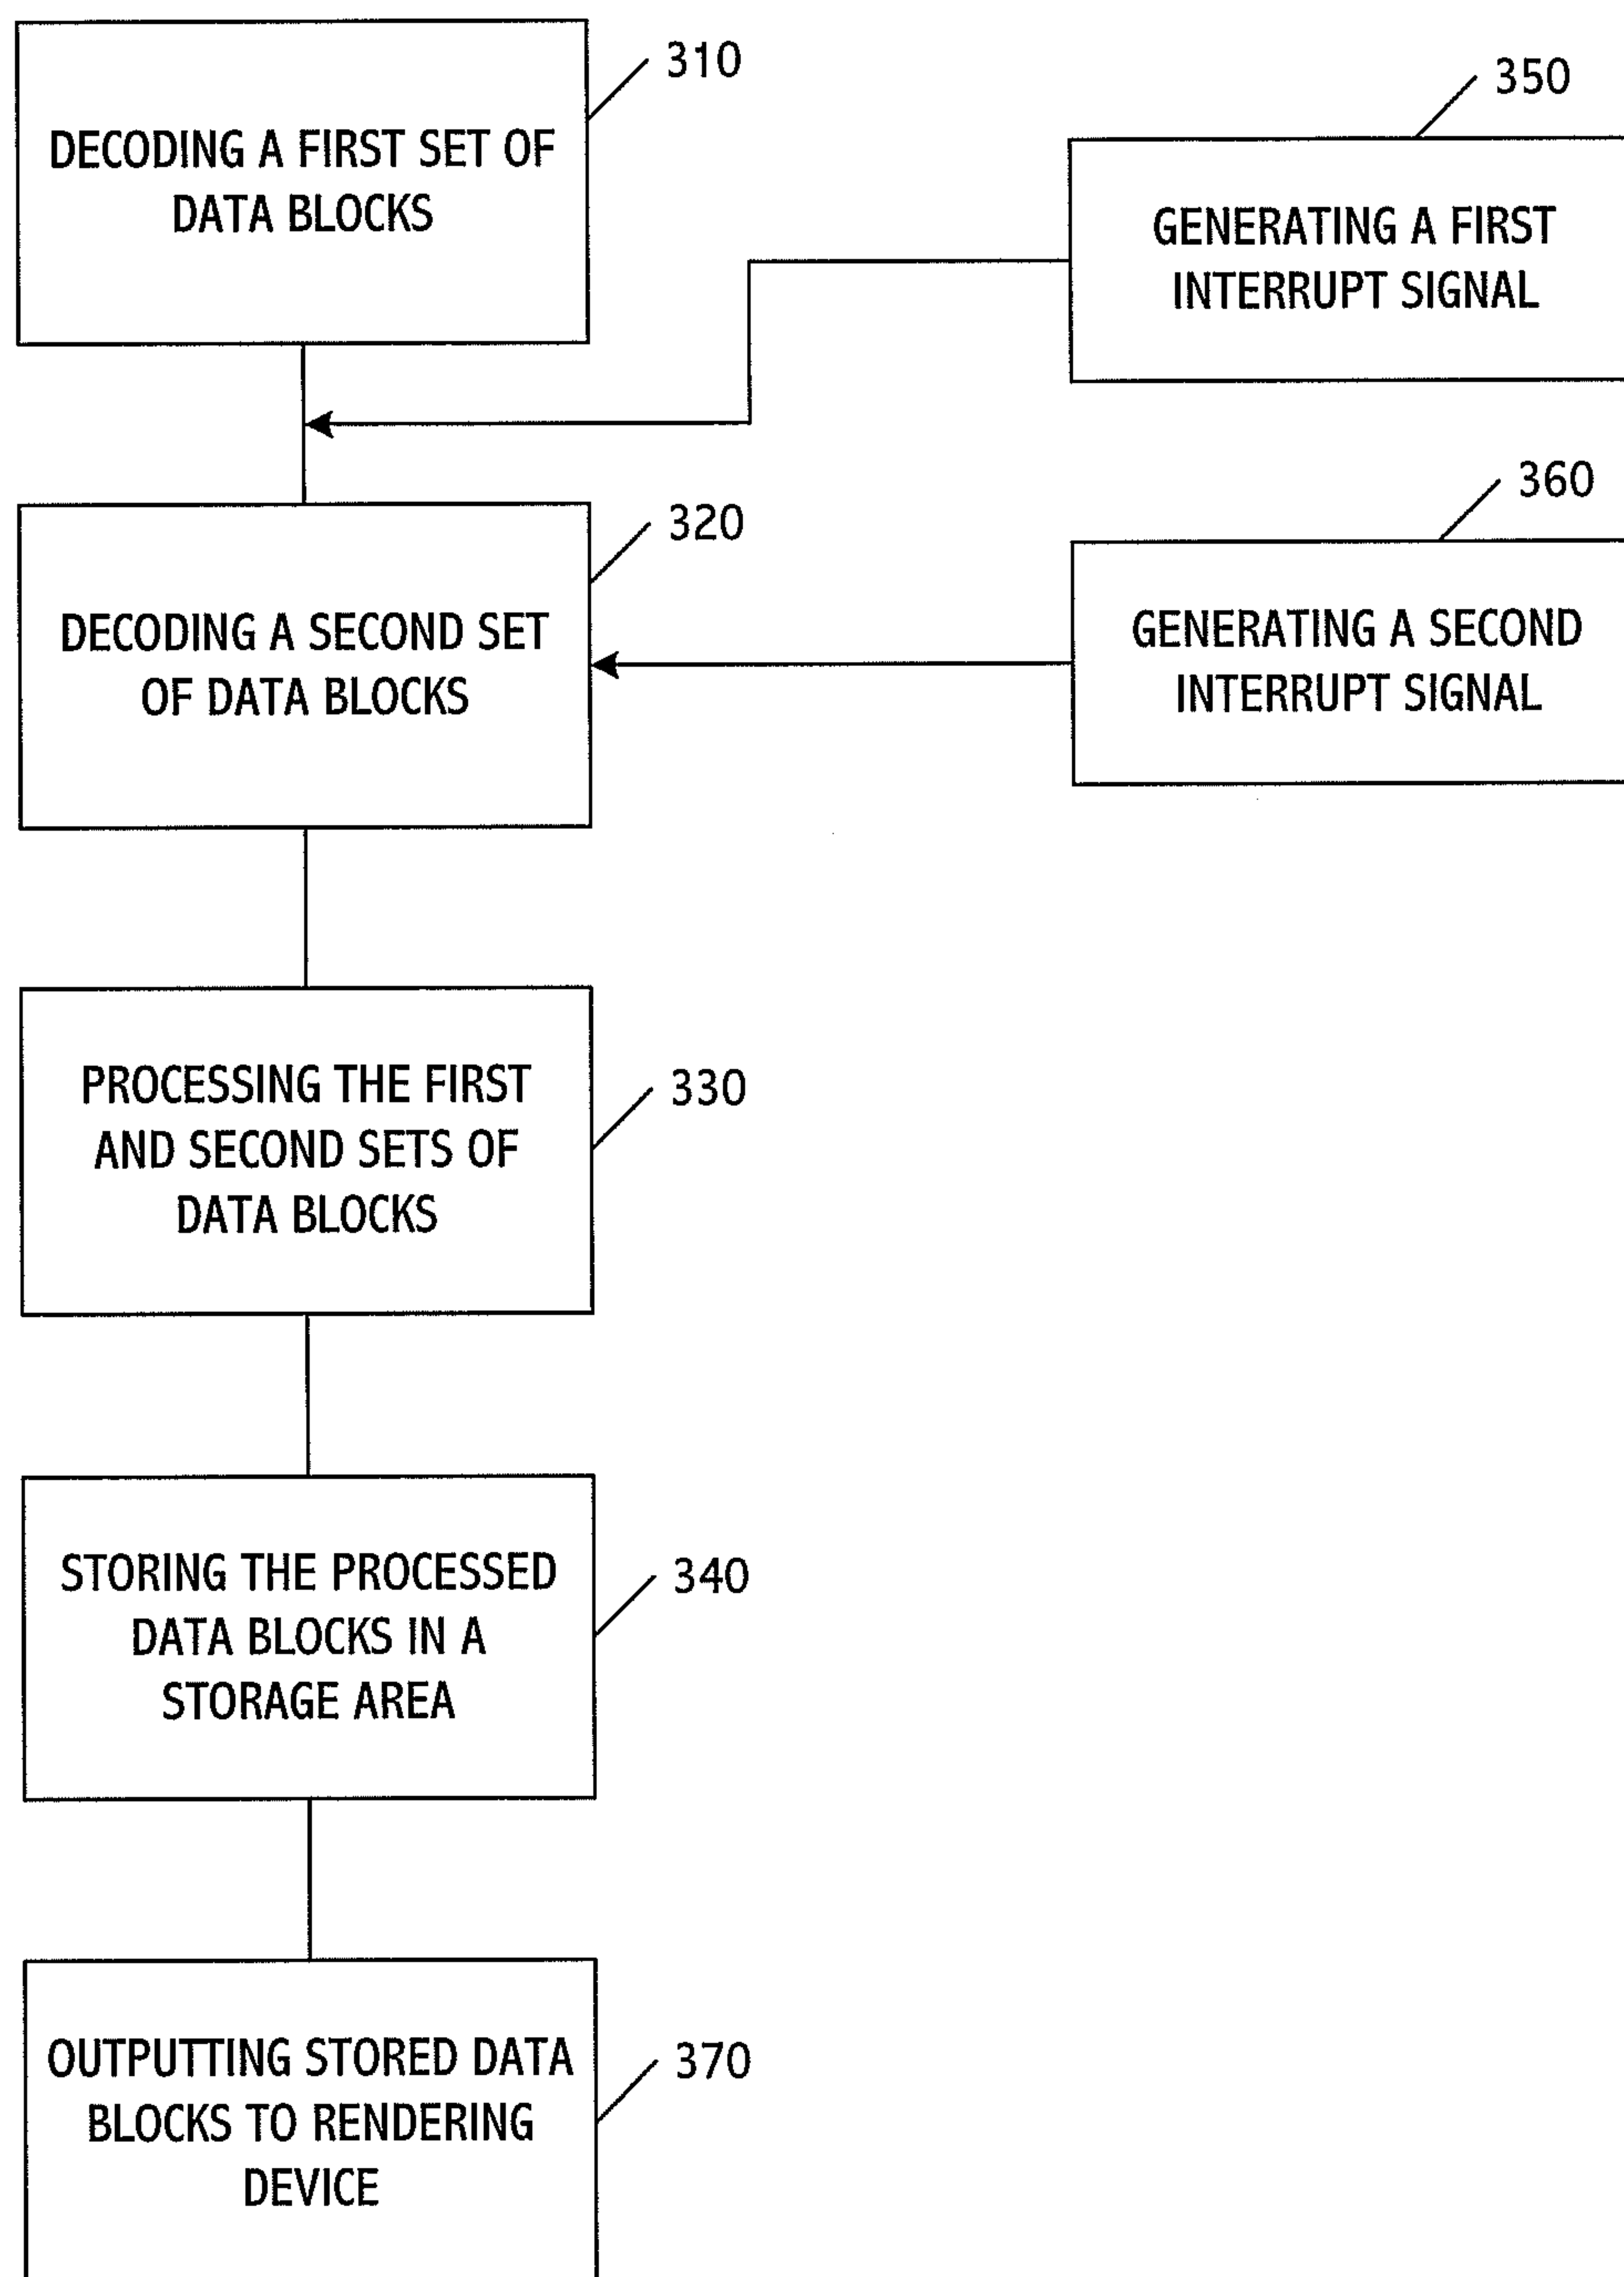 310
DECODING A FIRST SET OF
DATA BLOCKS
350
GENERATING A FIRST
INTERRUPT SIGNAL
320
DECODING A SECOND SET
OF DATA BLOCKS
360
GENERATING A SECOND
INTERRUPT SIGNAL
330
PROCESSING THE FIRST
AND SECOND SETS OF
DATA BLOCKS
340
STORING THE PROCESSED
DATA BLOCKS IN A
STORAGE AREA
370
OUTPUTTING STORED DATA
BLOCKS TO RENDERING
DEVICE